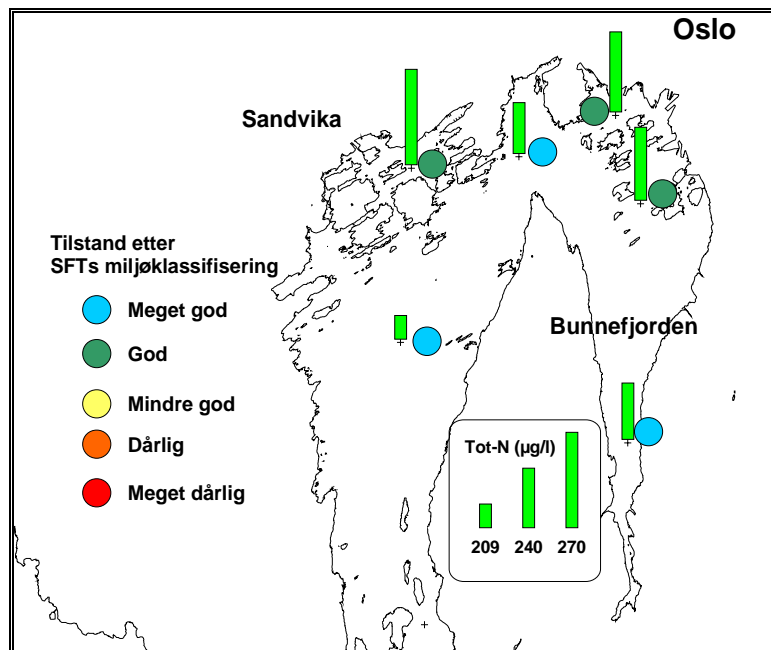 Oslo
Sandvika
Tilstand etter
SFTs miljøklassifisering
Meget god
God
Mindre god
Dårlig
Meget dårlig
Bunnefjorden
Tot-N (µg/l)
209 240 270